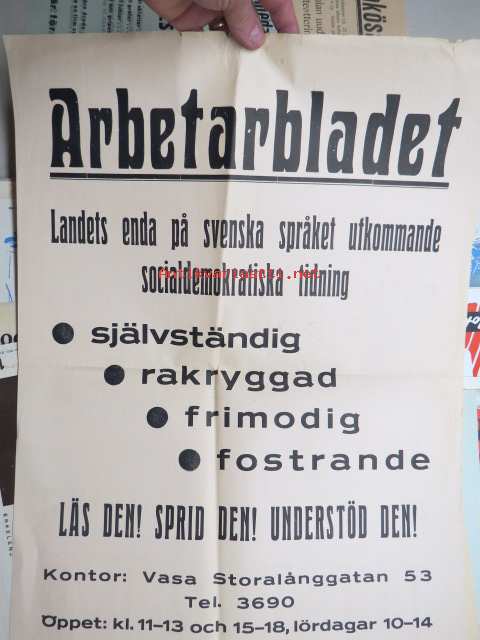 Arbetarbladet
Landets enda på svenska språket utkommande
socialdemokratiska tidning
● självständig
● rakryggad
● frimodig
● fostrande
LÄS DEN! SPRID DEN! UNDERSTÖD DEN!
Kontor: Vasa Storalånggatan 53
Tel. 3690
Öppet: kl. 11–13 och 15–18, lördagar 10–14